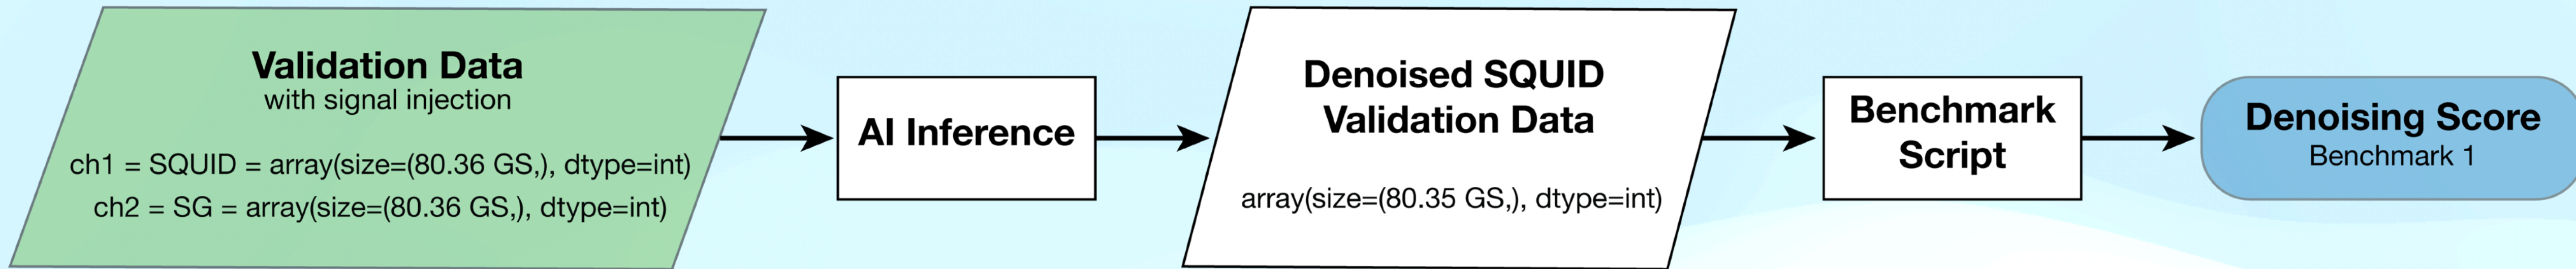 Validation Data
with signal injection
ch1 = SQUID = array(size=(80.36 GS,), dtype=int)
ch2 = SG = array(size=(80.36 GS,), dtype=int)
AI Inference
Denoised SQUID
Validation Data
array(size=(80.35 GS,), dtype=int)
Benchmark
Script
Denoising Score
Benchmark 1